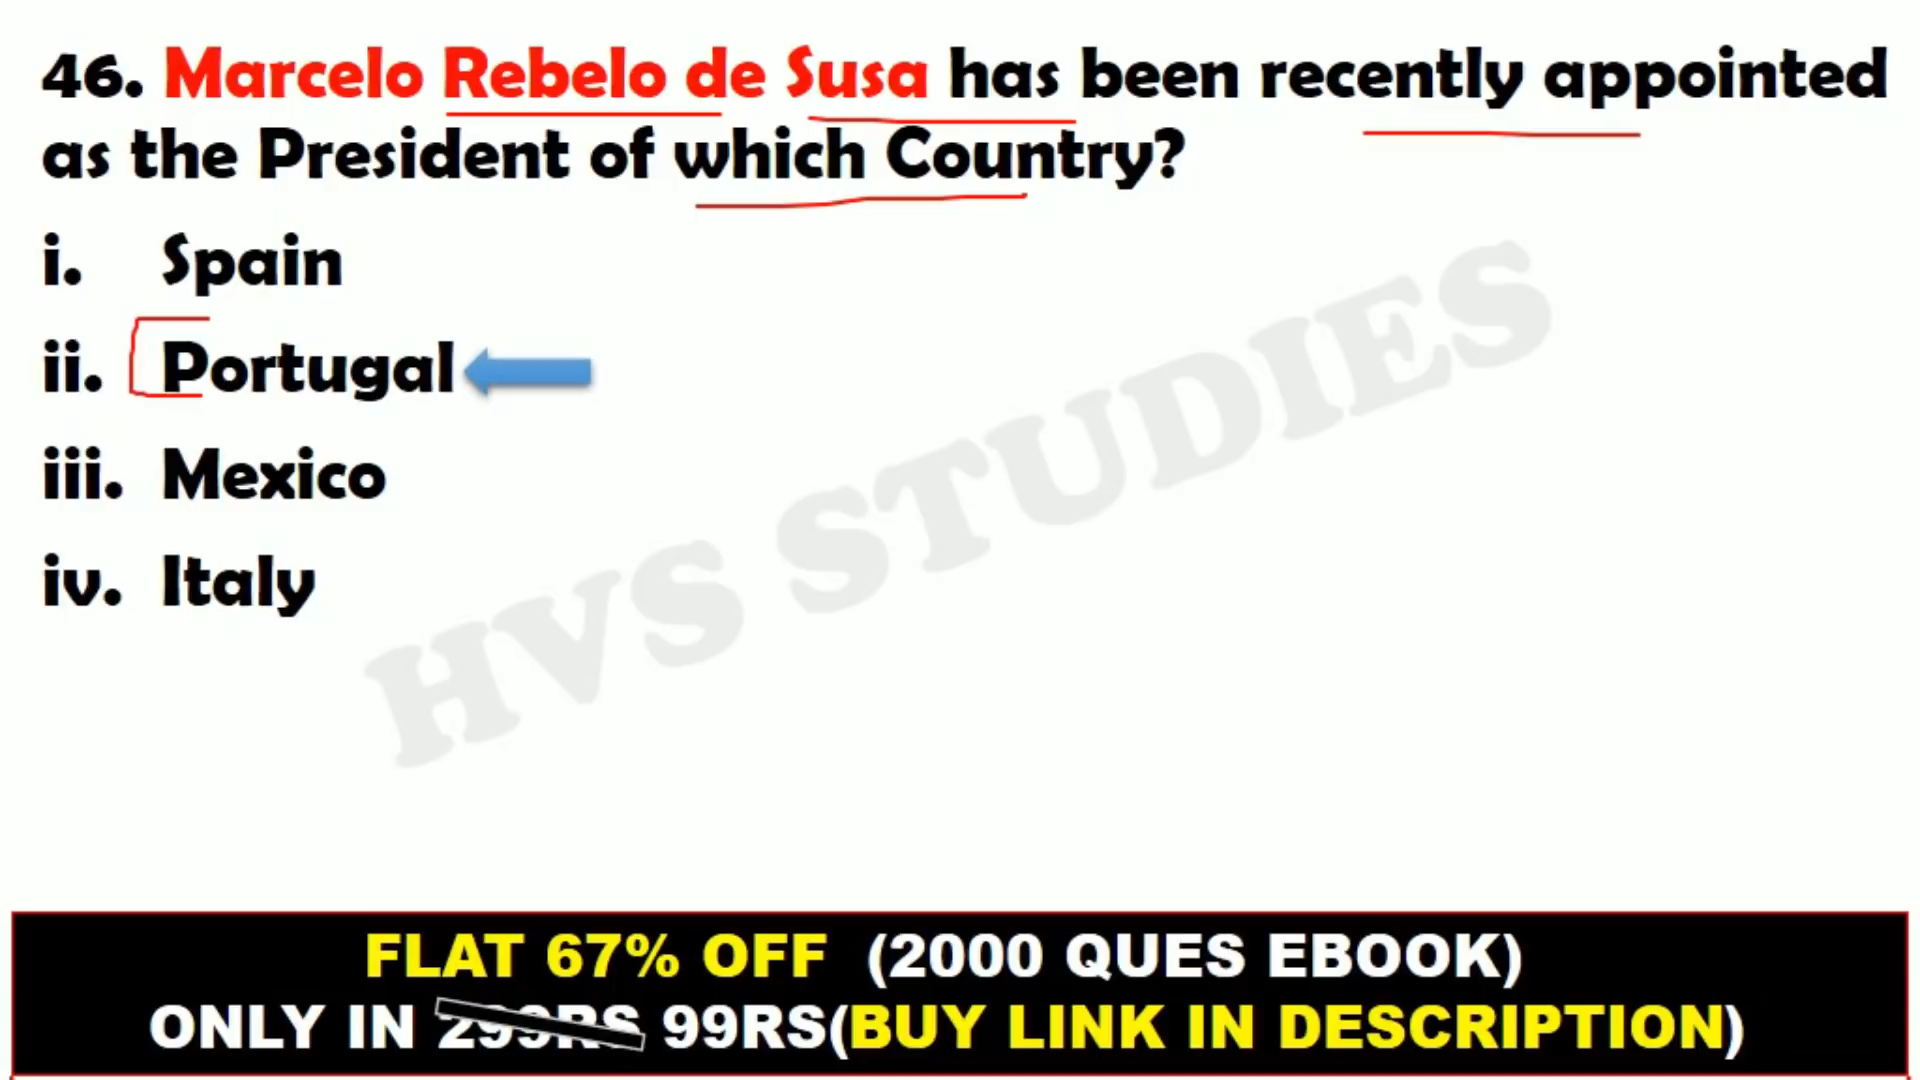 46. Marcelo Rebelo de Susa has been recently appointed
as the President of which Country?
i. Spain
ii. Portugal
iii. Mexico
iv. Italy
HVS STUDIES
FLAT 67% OFF (2000 QUES EBOOK)
ONLY IN 299RS 99RS(BUY LINK IN DESCRIPTION)